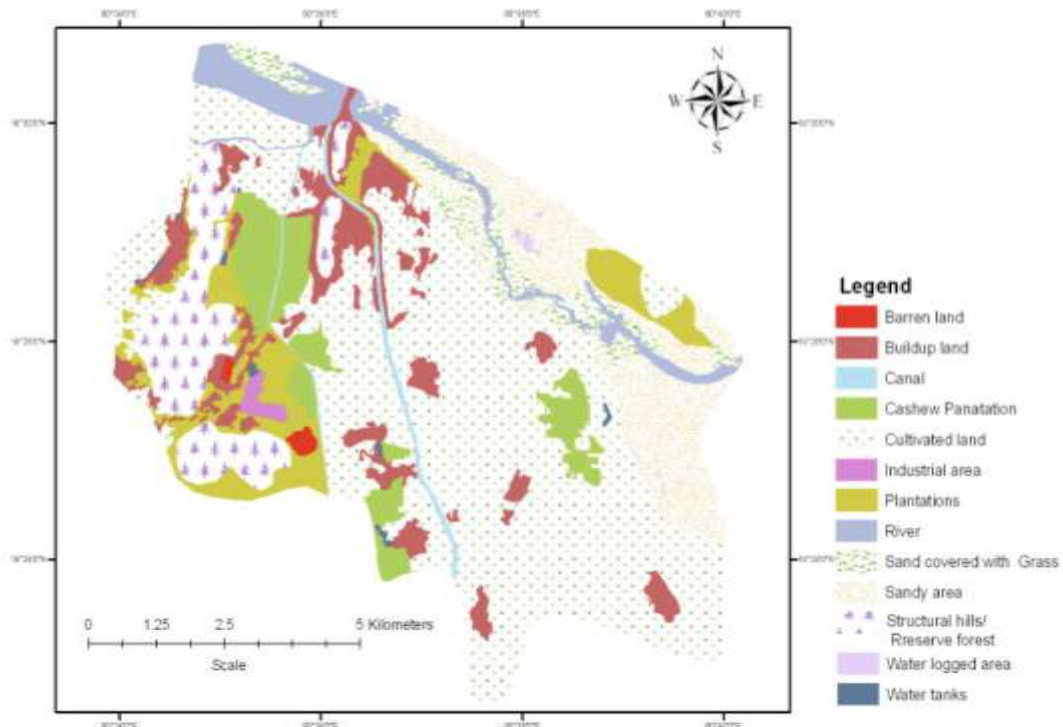 N
W
E
S
Legend
Barren land
Buildup land
Canal
Cashew Panatation
Cultivated land
Industrial area
Plantations
River
Sand covered with Grass
Sandy area
Structural hills/
Rreserve forest
Water logged area
Water tanks
0 1.25 2.5 5 Kilometers
Scale